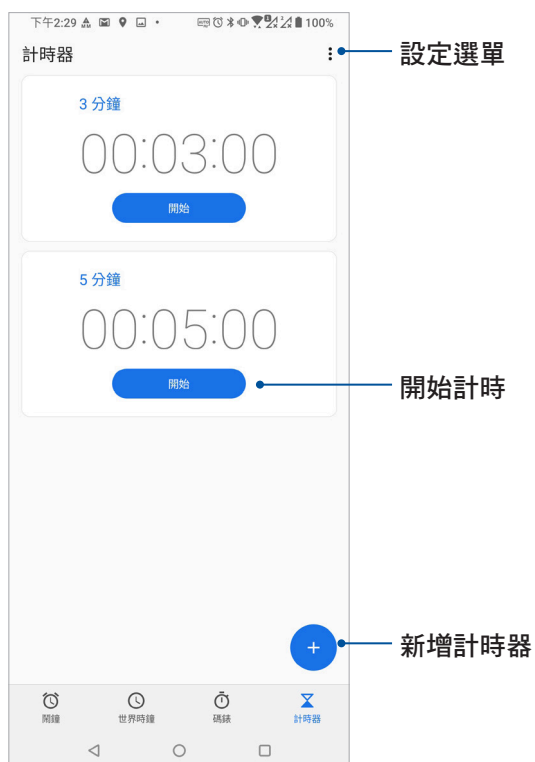 下午2:29 100%
計時器
設定選單
3 分鐘
00:03:00
開始
5 分鐘
00:05:00
開始
開始計時
+
新增計時器
鬧鐘 世界時鐘 碼錶 計時器